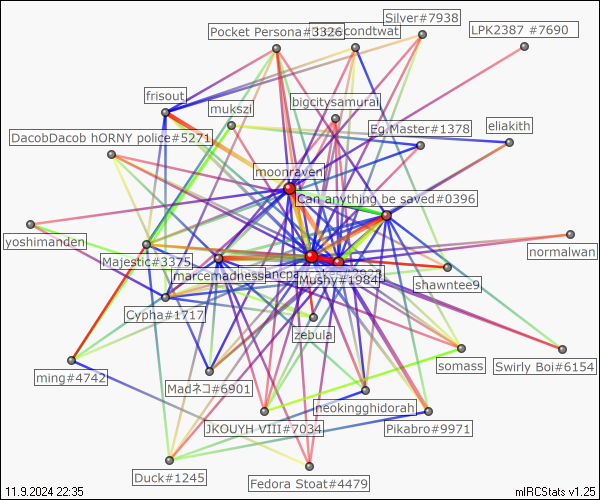 Silver#7938
Pocket Persona#3326
LPK2387 #7690
frisout
mukszi
bigcitysamurai
DacobDacob hORNY police#5271
Eg.Master#1378
eliakith
moonraven
Can anything be saved#0396
yoshimanden
normalwan
Majestic#3375
marcemadness
Mushy#1984
shawntee9
Cypha#1717
zebula
somass
Swirly Boi#6154
ming#4742
Madネコ#6901
neokingghidorah
JKOUYH VIII#7034
Pikabro#9971
Duck#1245
Fedora Stoat#4479
11.9.2024 22:35
mIRCStats v1.25